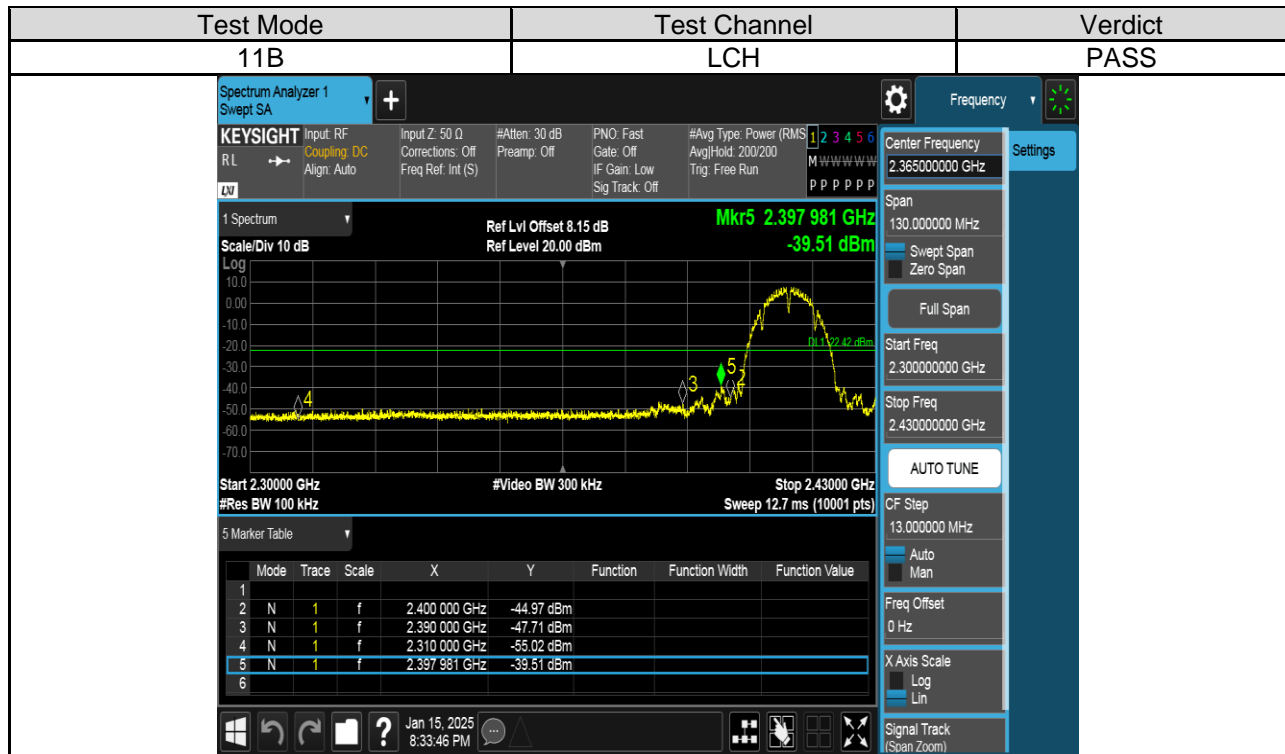 Test Mode Test Channel Verdict
11B LCH PASS
Spectrum Analyzer 1
Swept SA
+
Frequency
KEYSIGHT Input: RF Input Z: 50 Ω #Atten: 30 dB PNO: Fast #Avg Type: Power (RMS 1 2 3 4 5 6
RL Coupling: DC Corrections: Off Preamp: Off Gate: Off Avg|Hold: 200/200 M W W W W W
Align: Auto Freq Ref: Int (S) IF Gain: Low Trig: Free Run
LXI Sig Track: Off P P P P P P
1 Spectrum Ref Lvl Offset 8.15 dB Mkr5 2.397 981 GHz
Scale/Div 10 dB Ref Level 20.00 dBm -39.51 dBm
Log
10.0
0.00
-10.0
-20.0
DL1 -22.42 dBm
-30.0
5
2
-40.0
3
4
-50.0
-60.0
-70.0
Start 2.30000 GHz #Video BW 300 kHz Stop 2.43000 GHz
#Res BW 100 kHz Sweep 12.7 ms (10001 pts)
5 Marker Table
Mode Trace Scale X Y Function Function Width Function Value
1
2 N 1 f 2.400 000 GHz -44.97 dBm
3 N 1 f 2.390 000 GHz -47.71 dBm
4 N 1 f 2.310 000 GHz -55.02 dBm
5 N 1 f 2.397 981 GHz -39.51 dBm
6
? Jan 15, 2025
8:33:46 PM
Center Frequency
2.365000000 GHz
Settings
Span
130.000000 MHz
Swept Span
Zero Span
Full Span
Start Freq
2.300000000 GHz
Stop Freq
2.430000000 GHz
AUTO TUNE
CF Step
13.000000 MHz
Auto
Man
Freq Offset
0 Hz
X Axis Scale
Log
Lin
Signal Track
(Span Zoom)